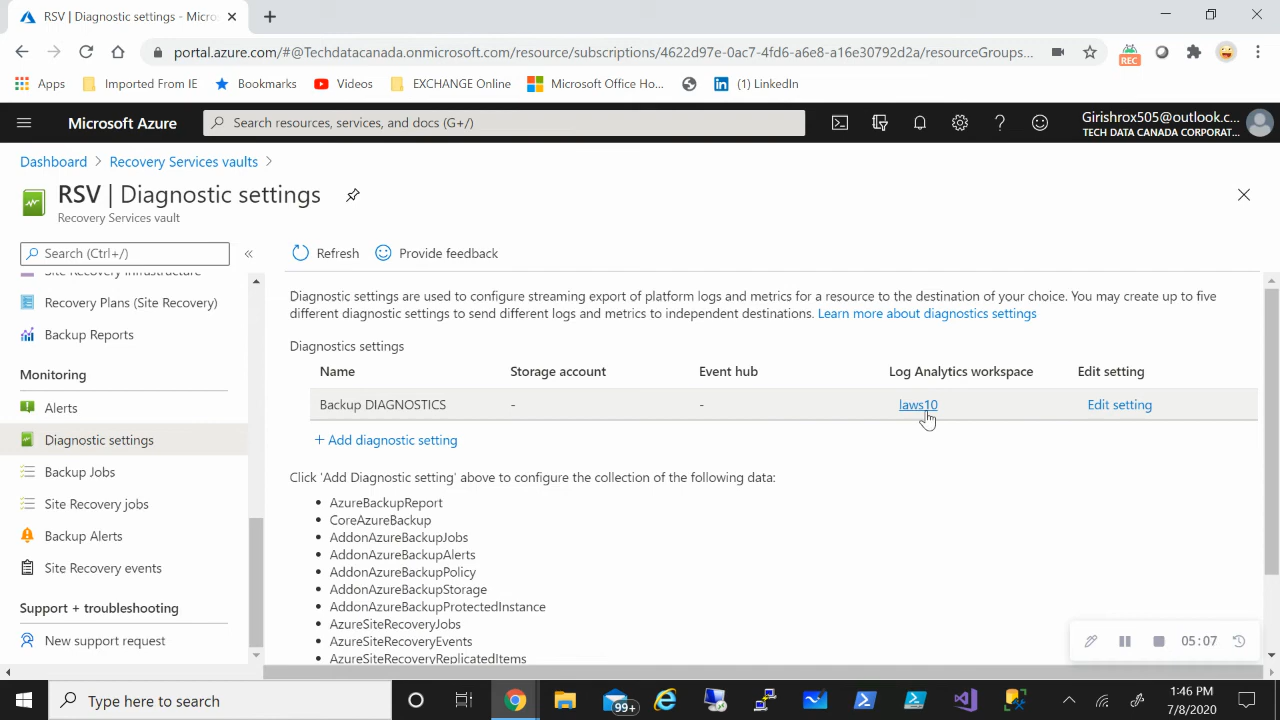 RSV | Diagnostic settings - Micro
portal.azure.com/#@Techdatacanada.onmicrosoft.com/resource/subscriptions/4622d97e-0ac7-4fd6-a6e8-a16e30792d2a/resourceGroups...
REC
Apps
Imported From IE
Bookmarks
Videos
EXCHANGE Online
Microsoft Office Ho...
(1) LinkedIn
Microsoft Azure
Search resources, services, and docs (G+/)
Girishrox505@outlook.c...
TECH DATA CANADA CORPORAT...
Dashboard > Recovery Services vaults >
RSV | Diagnostic settings
Recovery Services vault
Search (Ctrl+/)
«
Refresh
Provide feedback
Site Recovery infrastructure
Recovery Plans (Site Recovery)
Backup Reports
Monitoring
Alerts
Diagnostic settings
Backup Jobs
Site Recovery jobs
Backup Alerts
Site Recovery events
Support + troubleshooting
New support request
Diagnostic settings are used to configure streaming export of platform logs and metrics for a resource to the destination of your choice. You may create up to five
different diagnostic settings to send different logs and metrics to independent destinations. Learn more about diagnostics settings
Diagnostics settings
Name Storage account Event hub Log Analytics workspace Edit setting
Backup DIAGNOSTICS - - laws10 Edit setting
+ Add diagnostic setting
Click 'Add Diagnostic setting' above to configure the collection of the following data:
• AzureBackupReport
• CoreAzureBackup
• AddonAzureBackupJobs
• AddonAzureBackupAlerts
• AddonAzureBackupPolicy
• AddonAzureBackupStorage
• AddonAzureBackupProtectedInstance
• AzureSiteRecoveryJobs
• AzureSiteRecoveryEvents
• AzureSiteRecoveryReplicatedItems
05:07
Type here to search
99+
1:46 PM
7/8/2020